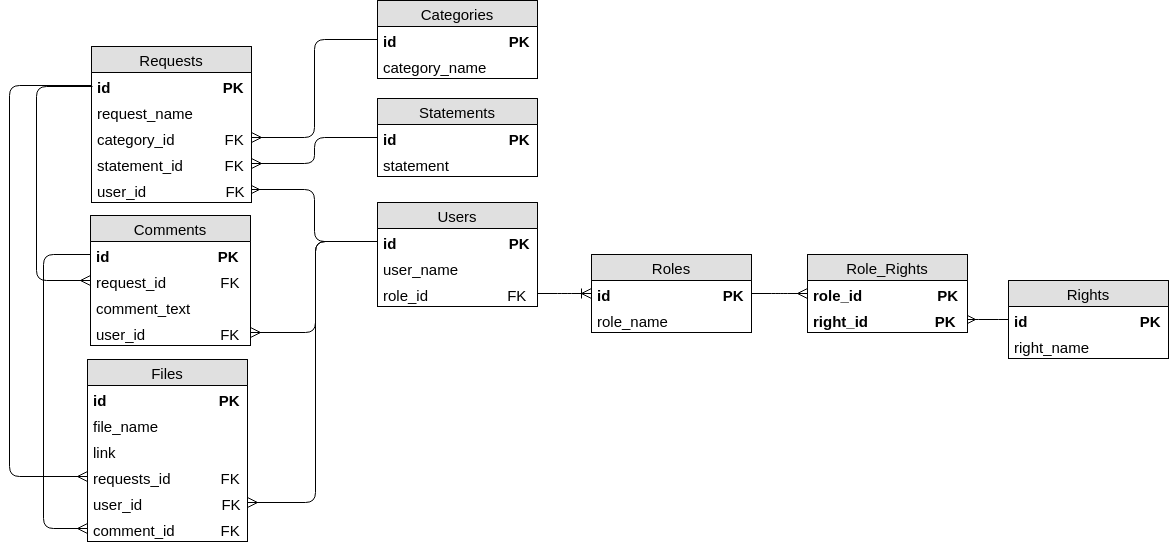 Categories
id PK
category_name
Requests
id PK
request_name
category_id FK
statement_id FK
user_id FK
Statements
id PK
statement
Comments
id PK
request_id FK
comment_text
user_id FK
Users
id PK
user_name
role_id FK
Roles
id PK
role_name
Role_Rights
role_id PK
right_id PK
Rights
id PK
right_name
Files
id PK
file_name
link
requests_id FK
user_id FK
comment_id FK